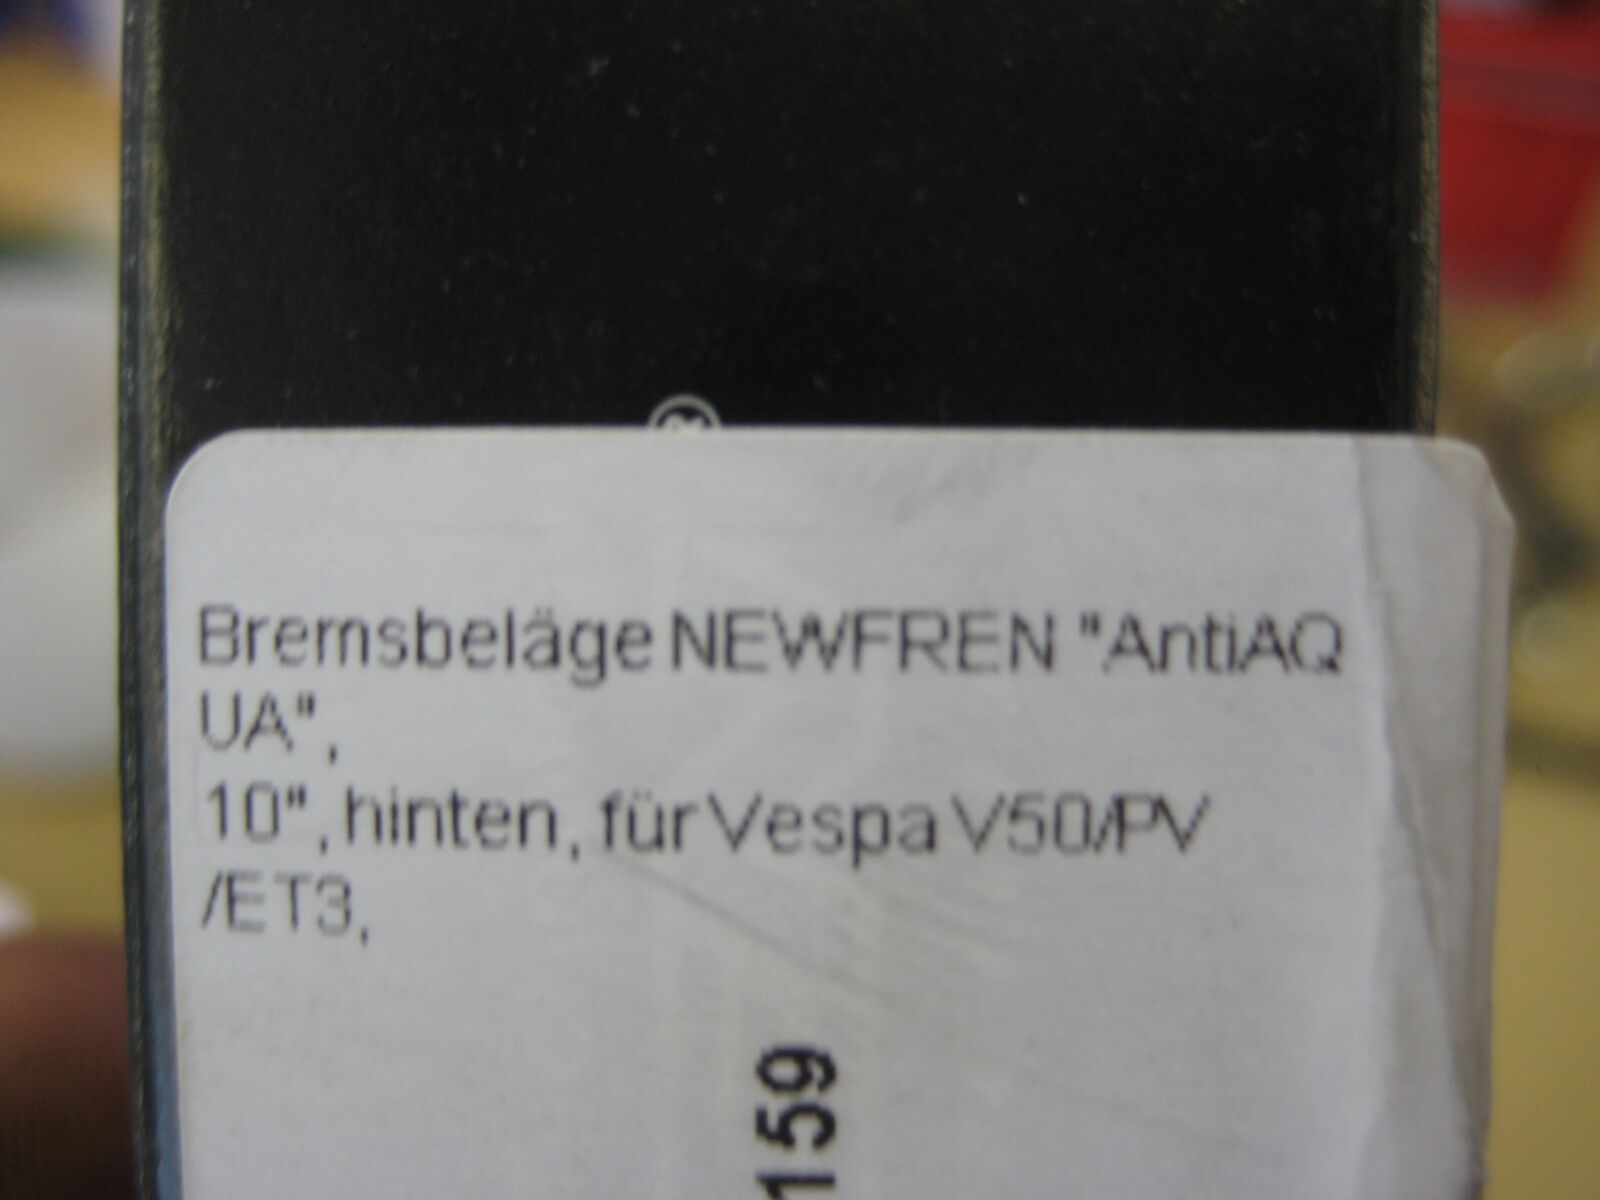 ®
Bremsbeläge NEWFREN "AntiAQ
UA",
10", hinten, für Vespa V50/PV
/ET3,
159